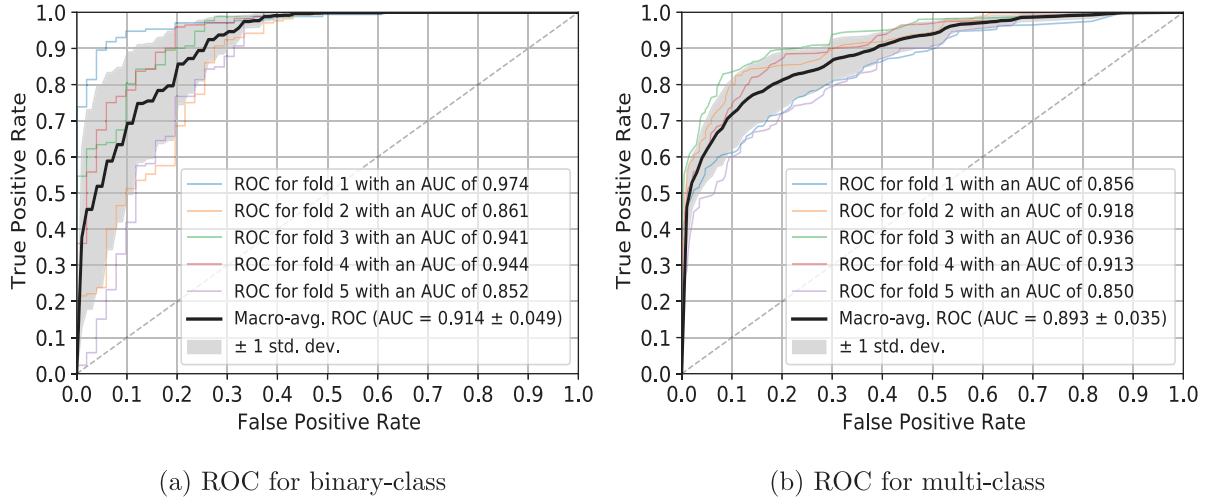 1.0
0.9
0.8
0.7
0.6
0.5
0.4
0.3
0.2
0.1
0.0
True Positive Rate
ROC for fold 1 with an AUC of 0.974
ROC for fold 2 with an AUC of 0.861
ROC for fold 3 with an AUC of 0.941
ROC for fold 4 with an AUC of 0.944
ROC for fold 5 with an AUC of 0.852
Macro-avg. ROC (AUC = 0.914 ± 0.049)
± 1 std. dev.
0.0 0.1 0.2 0.3 0.4 0.5 0.6 0.7 0.8 0.9 1.0
False Positive Rate
(a) ROC for binary-class
1.0
0.9
0.8
0.7
0.6
0.5
0.4
0.3
0.2
0.1
0.0
True Positive Rate
ROC for fold 1 with an AUC of 0.856
ROC for fold 2 with an AUC of 0.918
ROC for fold 3 with an AUC of 0.936
ROC for fold 4 with an AUC of 0.913
ROC for fold 5 with an AUC of 0.850
Macro-avg. ROC (AUC = 0.893 ± 0.035)
± 1 std. dev.
0.0 0.1 0.2 0.3 0.4 0.5 0.6 0.7 0.8 0.9 1.0
False Positive Rate
(b) ROC for multi-class